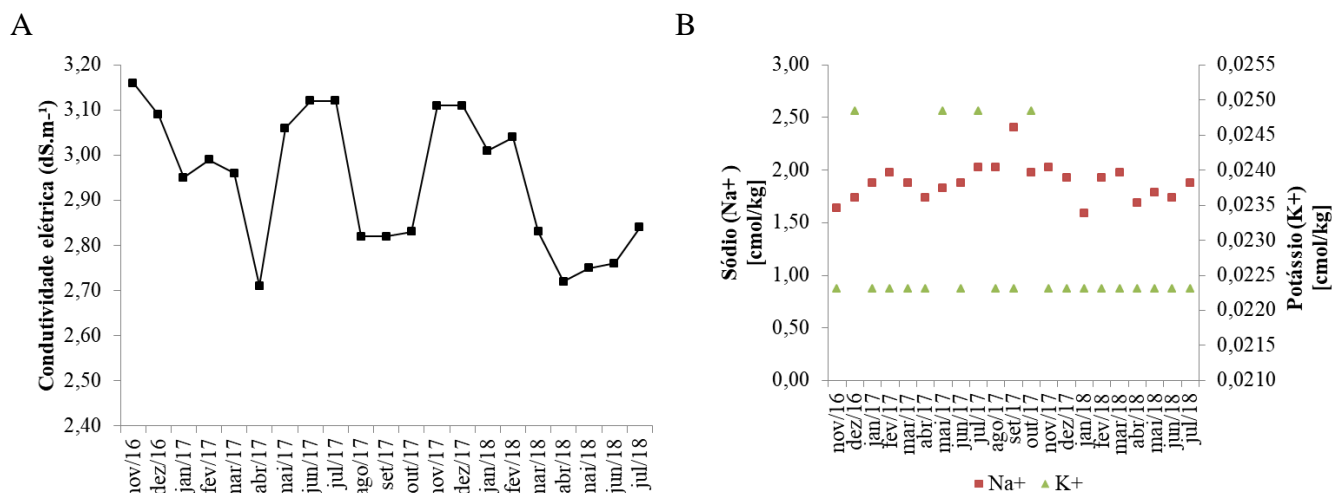 A
B
Condutividade elétrica (dS.m-¹)
3,20
3,10
3,00
2,90
2,80
2,70
2,60
2,50
2,40
nov/16
dez/16
jan/17
fev/17
mar/17
abr/17
mai/17
jun/17
jul/17
ago/17
set/17
out/17
nov/17
dez/17
jan/18
fev/18
mar/18
abr/18
mai/18
jun/18
jul/18
Sódio (Na+)
[cmol/kg]
3,00
2,50
2,00
1,50
1,00
0,50
0,00
0,0255
0,0250
0,0245
0,0240
0,0235
0,0230
0,0225
0,0220
0,0215
0,0210
Potássio (K+)
[cmol/kg]
nov/16
dez/16
jan/17
fev/17
mar/17
abr/17
mai/17
jun/17
jul/17
ago/17
set/17
out/17
nov/17
dez/17
jan/18
fev/18
mar/18
abr/18
mai/18
jun/18
jul/18
Na+ K+